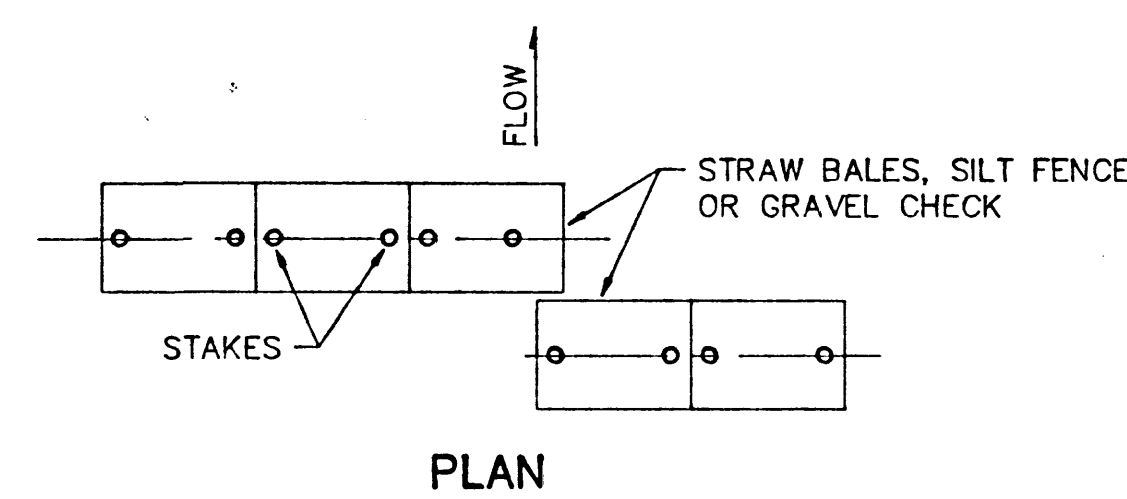 FLOW
STRAW BALES, SILT FENCE
OR GRAVEL CHECK
STAKES
PLAN